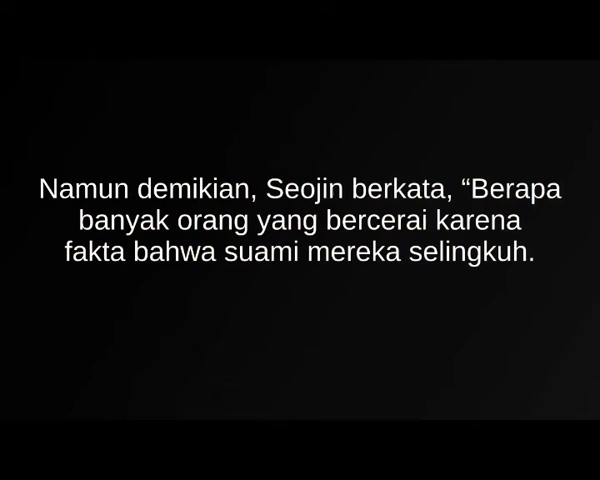 Namun demikian, Seojin berkata, “Berapa
banyak orang yang bercerai karena
fakta bahwa suami mereka selingkuh.